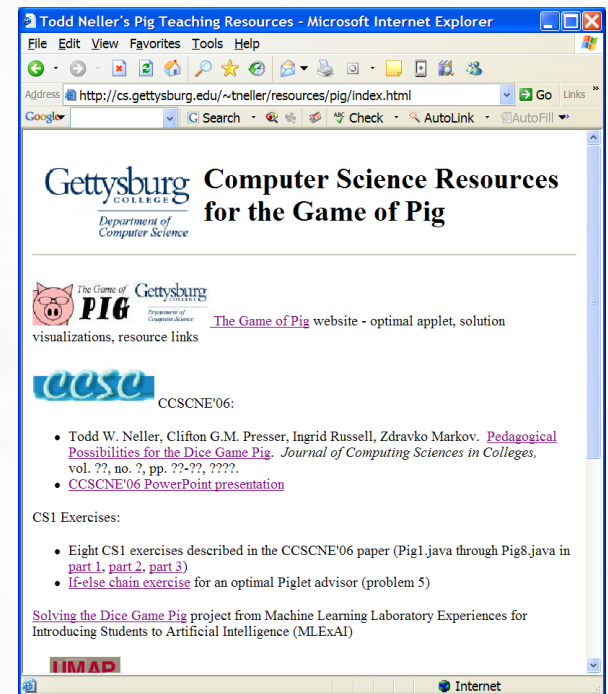 Todd Neller's Pig Teaching Resources - Microsoft Internet Explorer
File Edit View Favorites Tools Help
Address http://cs.gettysburg.edu/~tneller/resources/pig/index.html Go Links »
Google Search Check AutoLink AutoFill
Gettysburg
COLLEGE
Department of
Computer Science
Computer Science Resources
for the Game of Pig
The Game of
PIG
Gettysburg
COLLEGE
Department of
Computer Science
The Game of Pig website - optimal applet, solution
visualizations, resource links
CCSC
CCSCNE'06:
• Todd W. Neller, Clifton G.M. Presser, Ingrid Russell, Zdravko Markov. Pedagogical
Possibilities for the Dice Game Pig. Journal of Computing Sciences in Colleges,
vol. ??, no. ?, pp. ??-??, ????.
• CCSCNE'06 PowerPoint presentation
CS1 Exercises:
• Eight CS1 exercises described in the CCSCNE'06 paper (Pig1.java through Pig8.java in
part 1, part 2, part 3)
• If-else chain exercise for an optimal Piglet advisor (problem 5)
Solving the Dice Game Pig project from Machine Learning Laboratory Experiences for
Introducing Students to Artificial Intelligence (MLExAI)
UMAP
Internet